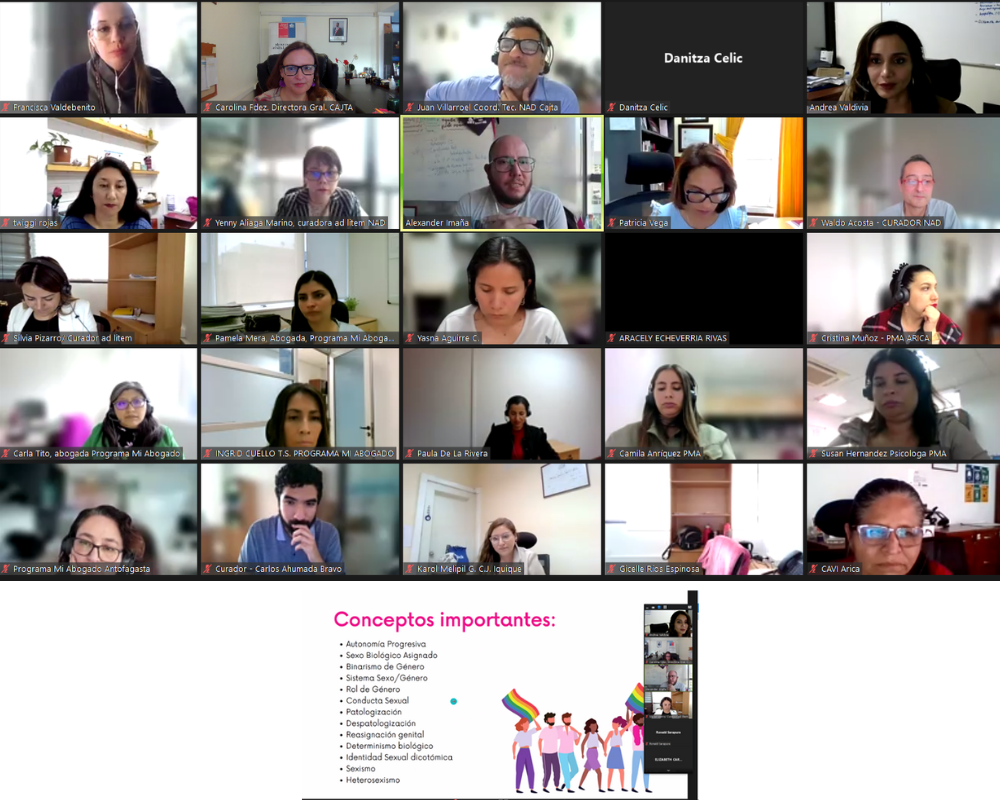 Danitza Celic
Francisca Valdebenito
Carolina Fdez. Directora Gral. CAJTA
Juan Villarroel Coord. Tec. NAD Cajta
Danitza Celic
Andrea Valdivia
twiggi rojas
Yenny Aliaga Marino, curadora ad litem NAD
Alexander Imaña
Patricia Vega
Waldo Acosta - CURADOR NAD
Silvia Pizarro/ Curador ad litem
Pamela Mera, Abogada, Programa Mi Aboga...
Yasna Aguirre C.
ARACELY ECHEVERRIA RIVAS
Cristina Muñoz - PMA ARICA
Carla Tito, abogada Programa Mi Abogado
INGRID CUELLO T.S. PROGRAMA MI ABOGADO
Paula De La Rivera
Camila Anriquez PMA
Susan Hernandez Psicologa PMA
Programa Mi Abogado Antofagasta
Curador - Carlos Ahumada Bravo
Karol Melipil G. C.J. Iquique
Gicelle Rios Espinosa
CAVI Arica
Conceptos importantes:
• Autonomía Progresiva
• Sexo Biológico Asignado
• Binarismo de Género
• Sistema Sexo/Género
• Rol de Género
• Conducta Sexual
• Patologización
• Despatologización
• Reasignación genital
• Determinismo biológico
• Identidad Sexual dicotómica
• Sexismo
• Heterosexismo